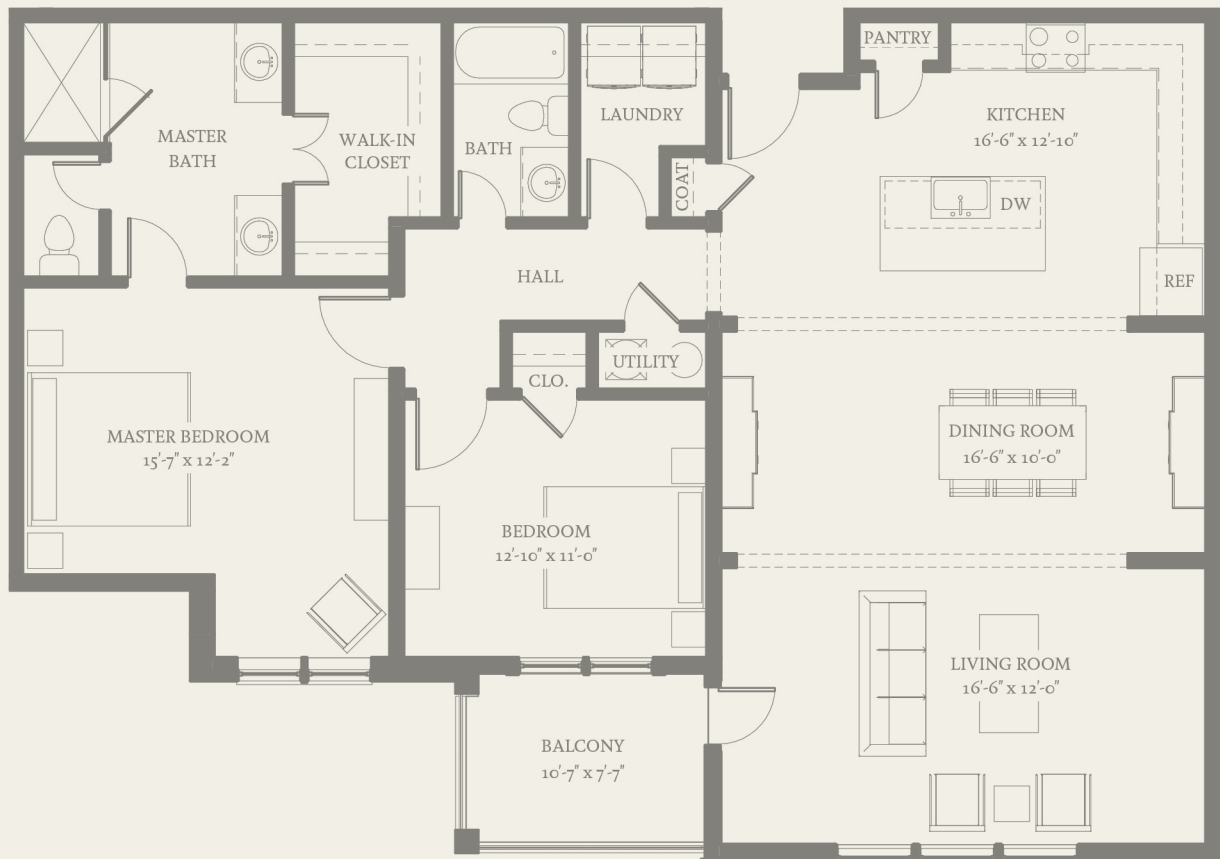 PANTRY
KITCHEN
16'-6" x 12'-10"
LAUNDRY
MASTER
BATH
WALK-IN
CLOSET
BATH
COAT
DW
HALL
REF
UTILITY
CLO.
MASTER BEDROOM
15'-7" x 12'-2"
DINING ROOM
16'-6" x 10'-0"
BEDROOM
12'-10" x 11'-0"
LIVING ROOM
16'-6" x 12'-0"
BALCONY
10'-7" x 7'-7"